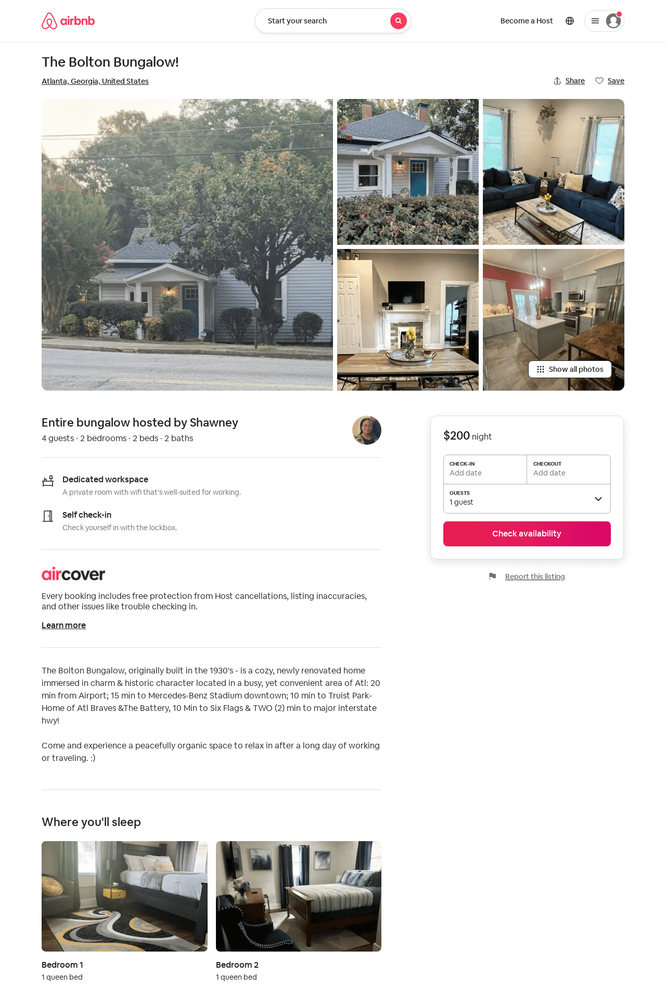 airbnb
Start your search
Become a Host
The Bolton Bungalow!
Atlanta, Georgia, United States
Share
Save
Show all photos
Entire bungalow hosted by Shawney
4 guests · 2 bedrooms · 2 beds · 2 baths
Dedicated workspace
A private room with wifi that's well-suited for working.
Self check-in
Check yourself in with the lockbox.
aircover
Every booking includes free protection from Host cancellations, listing inaccuracies,
and other issues like trouble checking in.
Learn more
The Bolton Bungalow, originally built in the 1930's - is a cozy, newly renovated home
immersed in charm & historic character located in a busy, yet convenient area of Atl: 20
min from Airport; 15 min to Mercedes-Benz Stadium downtown; 10 min to Truist Park-
Home of Atl Braves &The Battery, 10 Min to Six Flags & TWO (2) min to major interstate
hwy!
Come and experience a peacefully organic space to relax in after a long day of working
or traveling. :)
Where you'll sleep
Bedroom 1
1 queen bed
Bedroom 2
1 queen bed
$200 night
CHECK-IN
Add date
CHECKOUT
Add date
GUESTS
1 guest
Check availability
Report this listing